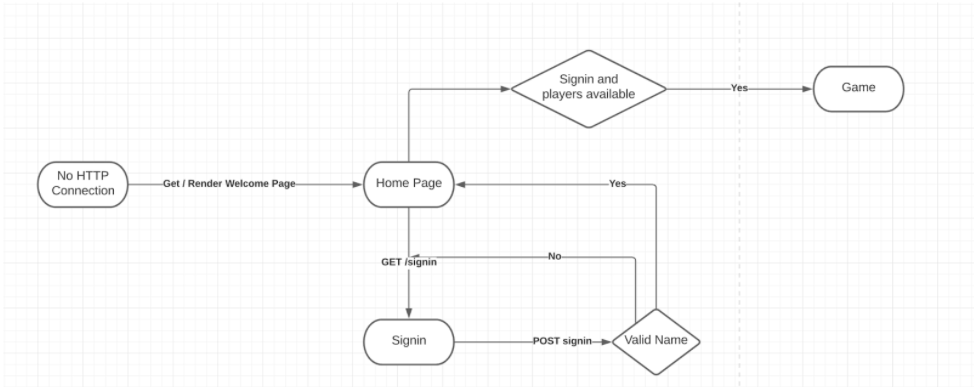 Signin and
players available
Yes
Game
No HTTP
Connection
Get / Render Welcome Page
Home Page
Yes
No
GET /signin
Signin
POST signin
Valid Name